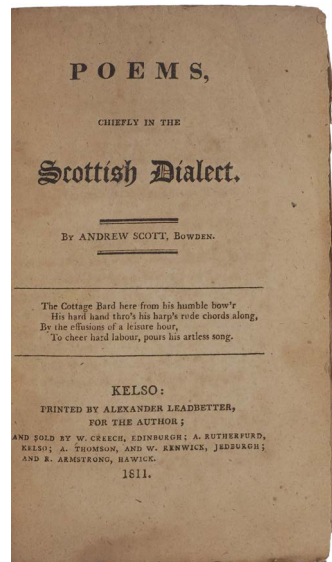 POEMS,
CHIEFLY IN THE
Scottish Dialect.
By ANDREW SCOTT, Bowden.
The Cottage Bard here from his humble bow'r
His hard hand thro's his harp's rude chords along,
By the effusions of a leisure hour,
To cheer hard labour, pours his artless song.
KELSO:
PRINTED BY ALEXANDER LEADBETTER,
FOR THE AUTHOR;
AND SOLD BY W. CREECH, EDINBURGH; A. RUTHERFURD,
KELSO; A. THOMSON, AND W. RENWICK, JEDBURGH;
AND R. ARMSTRONG, HAWICK.
1811.